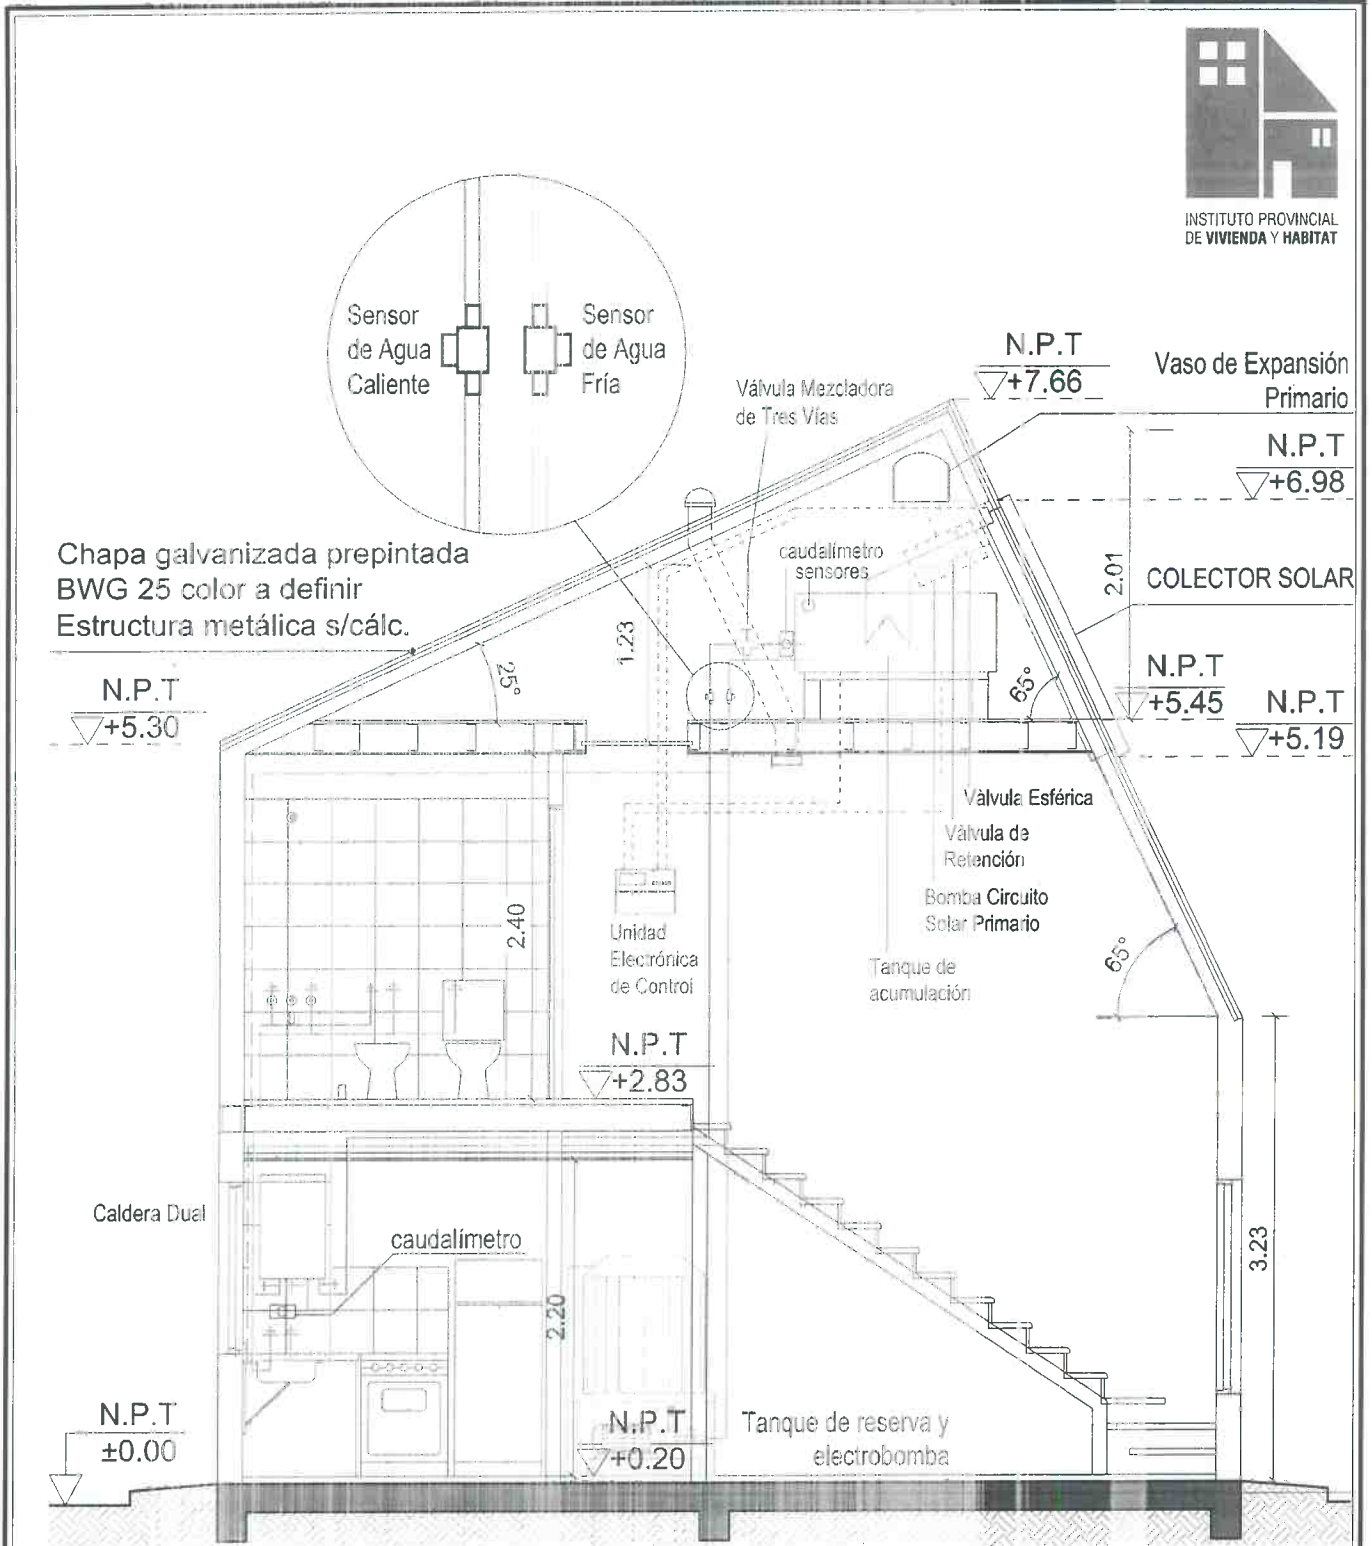 INSTITUTO PROVINCIAL
DE VIVIENDA Y HABITAT
Sensor
de Agua
Caliente
Sensor
de Agua
Fría
Válvula Mezcladora
de Tres Vías
N.P.T
+7.66
Vaso de Expansión
Primario
N.P.T
+6.98
Chapa galvanizada prepintada
BWG 25 color a definir
Estructura metálica s/cálc.
caudalímetro
sensores
2.01
COLECTOR SOLAR
1.23
25°
65°
N.P.T
+5.30
N.P.T
+5.45
N.P.T
+5.19
Vàlvula Esférica
Vàlvula de
Retención
Bomba Circuito
Solar Primario
2.40
Unidad
Electrónica
de Control
Tanque de
acumulación
65°
N.P.T
+2.83
Caldera Dual
caudalímetro
2.20
3.23
N.P.T
±0.00
N.P.T
+0.20
Tanque de reserva y
electrobomba